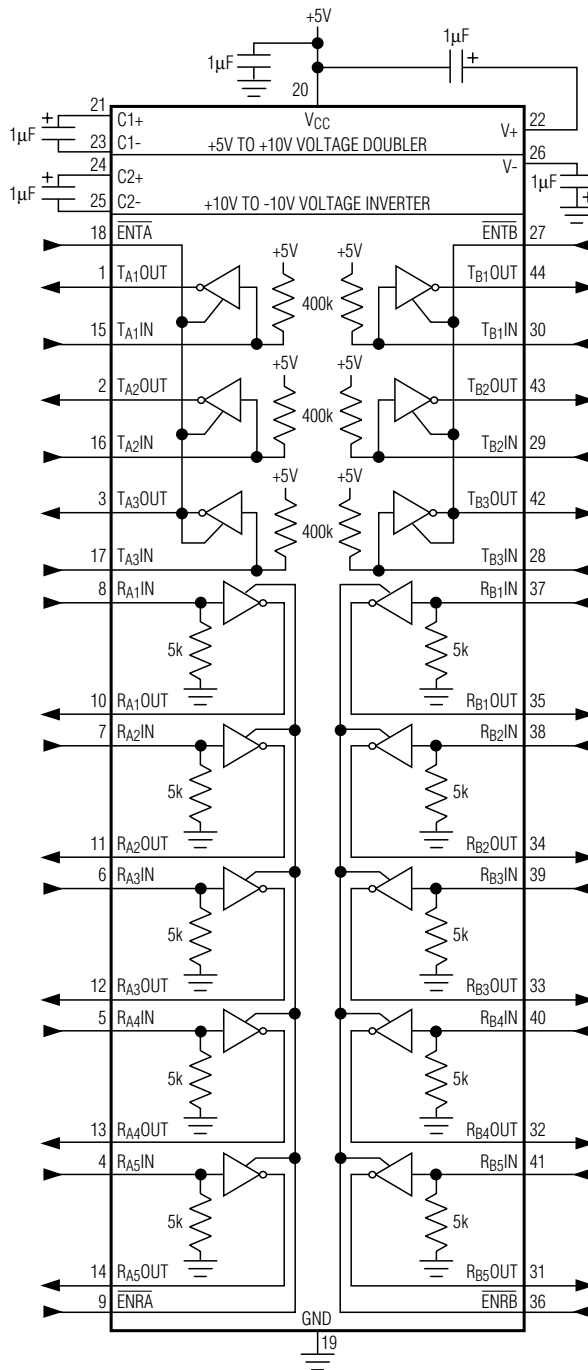 +5V
1μF
1μF
20
21
C1+
VCC
22
V+
1μF
23
C1-
+5V TO +10V VOLTAGE DOUBLER
26
V-
24
C2+
1μF
1μF
25
C2-
+10V TO -10V VOLTAGE INVERTER
18
ENTA
ENTB
27
+5V
+5V
1
TA1OUT
TB1OUT
44
400k
15
TA1IN
TB1IN
30
+5V
+5V
2
TA2OUT
TB2OUT
43
400k
16
TA2IN
TB2IN
29
+5V
+5V
3
TA3OUT
TB3OUT
42
400k
17
TA3IN
TB3IN
28
8
RA1IN
RB1IN
37
5k
5k
10
RA1OUT
RB1OUT
35
7
RA2IN
RB2IN
38
5k
5k
11
RA2OUT
RB2OUT
34
6
RA3IN
RB3IN
39
5k
5k
12
RA3OUT
RB3OUT
33
5
RA4IN
RB4IN
40
5k
5k
13
RA4OUT
RB4OUT
32
4
RA5IN
RB5IN
41
5k
5k
14
RA5OUT
RB5OUT
31
9
ENRA
ENRB
36
GND
19